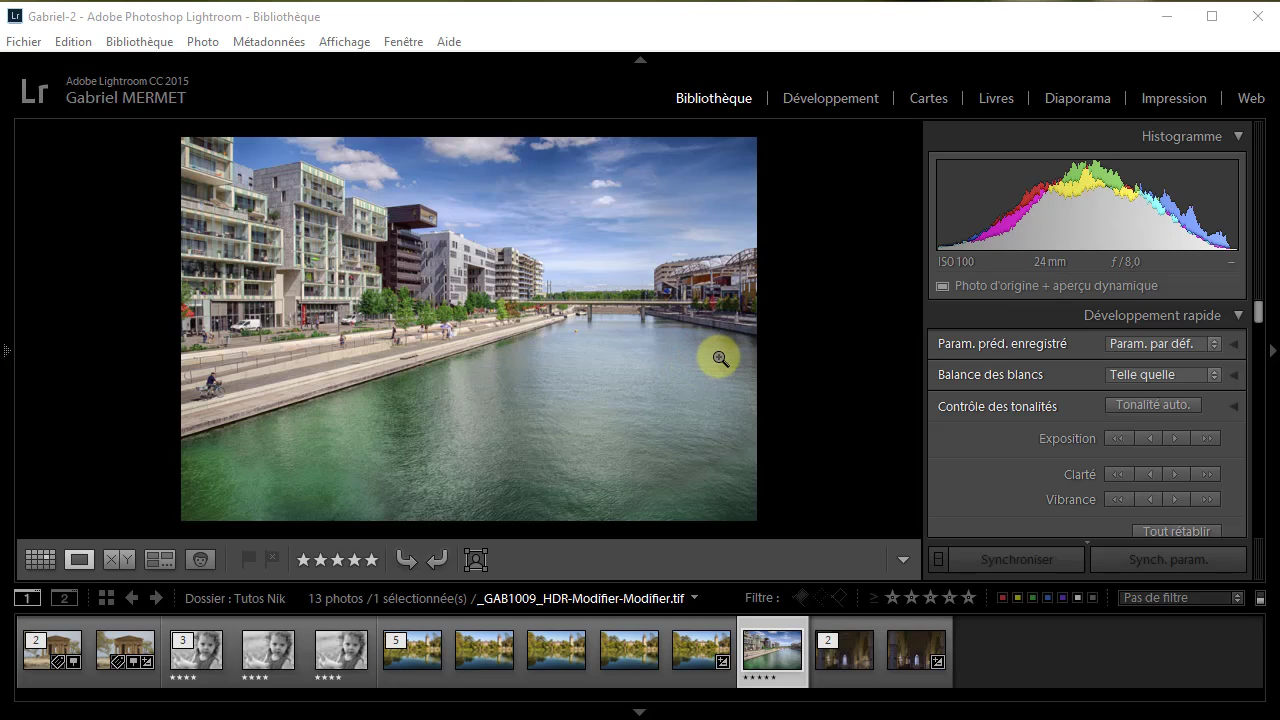 Lr Gabriel-2 - Adobe Photoshop Lightroom - Bibliothèque
Fichier Edition Bibliothèque Photo Métadonnées Affichage Fenêtre Aide
Lr Adobe Lightroom CC 2015
Gabriel MERMET
Bibliothèque Développement Cartes Livres Diaporama Impression Web
Histogramme
ISO 100 24 mm ƒ / 8,0 –
Photo d'origine + aperçu dynamique
Développement rapide
Param. préd. enregistré Param. par déf.
Balance des blancs Telle quelle
Contrôle des tonalités Tonalité auto.
Exposition
Clarté
Vibrance
Tout rétablir
X Y
Synchroniser Synch. param.
1 2 Dossier : Tutos Nik 13 photos /1 sélectionnée(s) /_GAB1009_HDR-Modifier-Modifier.tif Filtre : ≥ Pas de filtre
2 3 5 2